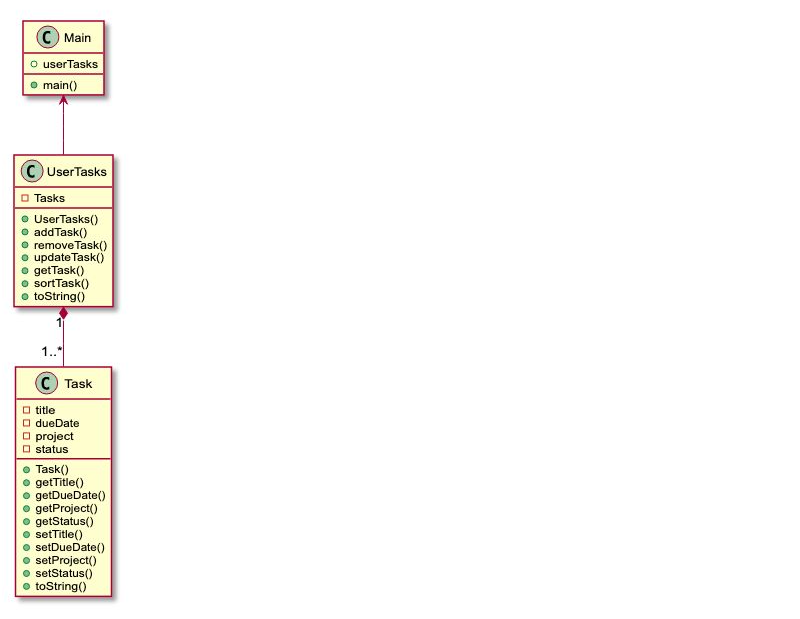 C Main
userTasks
main()
C UserTasks
Tasks
UserTasks()
addTask()
removeTask()
updateTask()
getTask()
sortTask()
toString()
1
1..*
C Task
title
dueDate
project
status
Task()
getTitle()
getDueDate()
getProject()
getStatus()
setTitle()
setDueDate()
setProject()
setStatus()
toString()